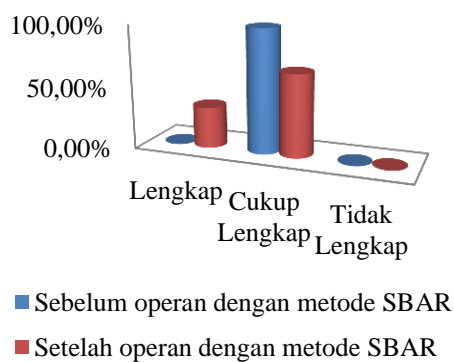 100,00%
50,00%
0,00%
Lengkap
Cukup
Lengkap
Tidak
Lengkap
Sebelum operan dengan metode SBAR
Setelah operan dengan metode SBAR